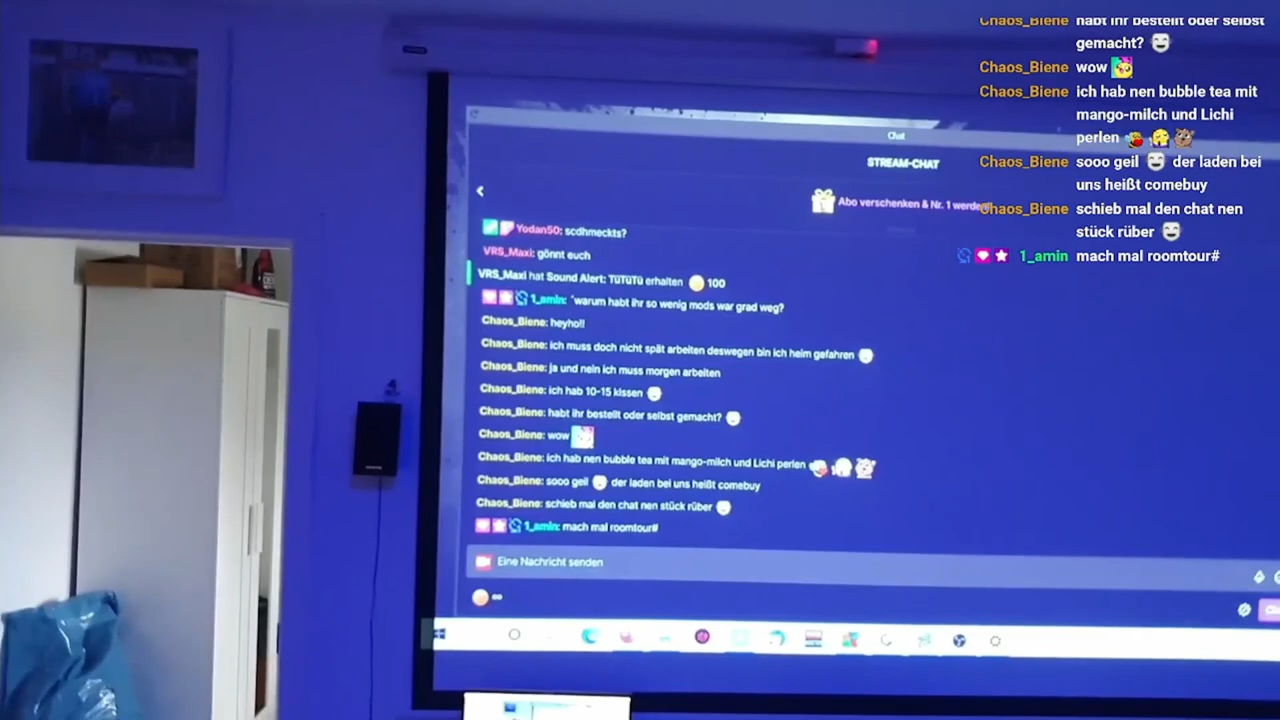 Chaos_Biene habt ihr bestellt oder selbst
gemacht?
Chaos_Biene wow
Chaos_Biene ich hab nen bubble tea mit
mango-milch und Lichi
perlen
Chaos_Biene sooo geil der laden bei
uns heißt comebuy
Chaos_Biene schieb mal den chat nen
stück rüber
1_amin mach mal roomtour#
Chat
STREAM-CHAT
Abo verschenken & Nr. 1 werden
Yodan50: scdhmeckts?
VRS_Maxi: gönnt euch
VRS_Maxi hat Sound Alert: TüTüTü erhalten 100
1_amin: ´warum habt ihr so wenig mods war grad weg?
Chaos_Biene: heyho!!
Chaos_Biene: ich muss doch nicht spät arbeiten deswegen bin ich heim gefahren
Chaos_Biene: ja und nein ich muss morgen arbeiten
Chaos_Biene: ich hab 10-15 kissen
Chaos_Biene: habt ihr bestellt oder selbst gemacht?
Chaos_Biene: wow
Chaos_Biene: ich hab nen bubble tea mit mango-milch und Lichi perlen
Chaos_Biene: sooo geil der laden bei uns heißt comebuy
Chaos_Biene: schieb mal den chat nen stück rüber
1_amin: mach mal roomtour#
Eine Nachricht senden
∞